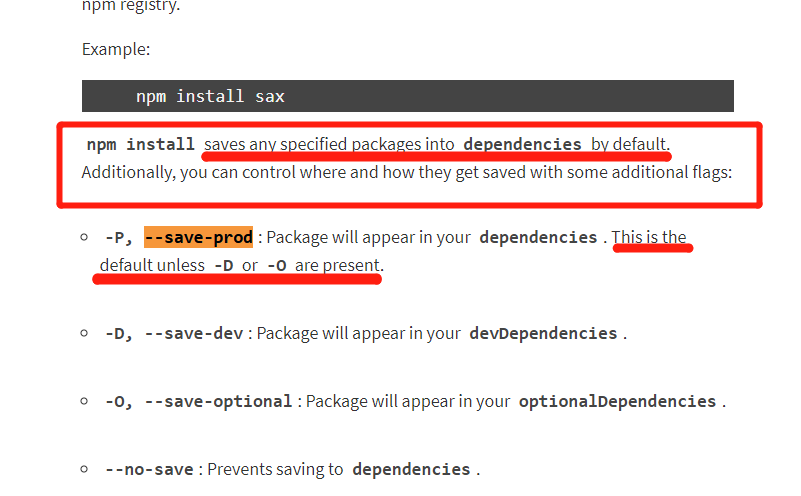 npm registry.
Example:
npm install sax
npm install saves any specified packages into dependencies by default.
Additionally, you can control where and how they get saved with some additional flags:
-P, --save-prod: Package will appear in your dependencies. This is the
default unless -D or -O are present.
-D, --save-dev: Package will appear in your devDependencies.
-O, --save-optional: Package will appear in your optionalDependencies.
--no-save: Prevents saving to dependencies.